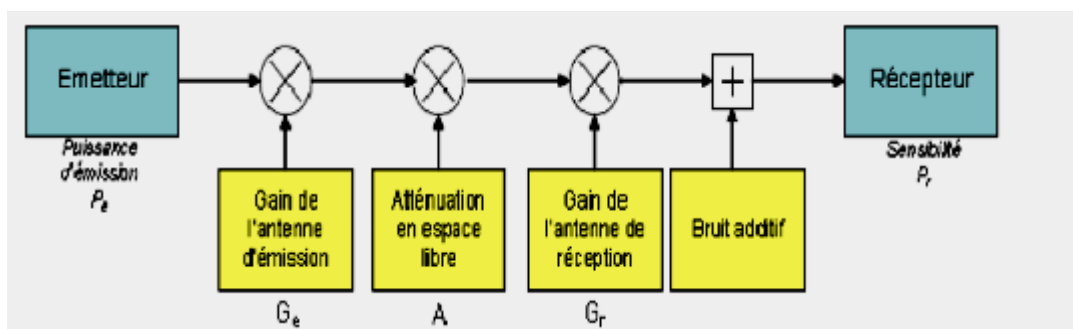 Emetteur
Récepteur
Puissance
d'émission
Pe
Sensibilité
Pr
Gain de
l'antenne
d'émission
Atténuation
en espace
libre
Gain de
l'antenne de
réception
Bruit additif
Ge
A
Gr